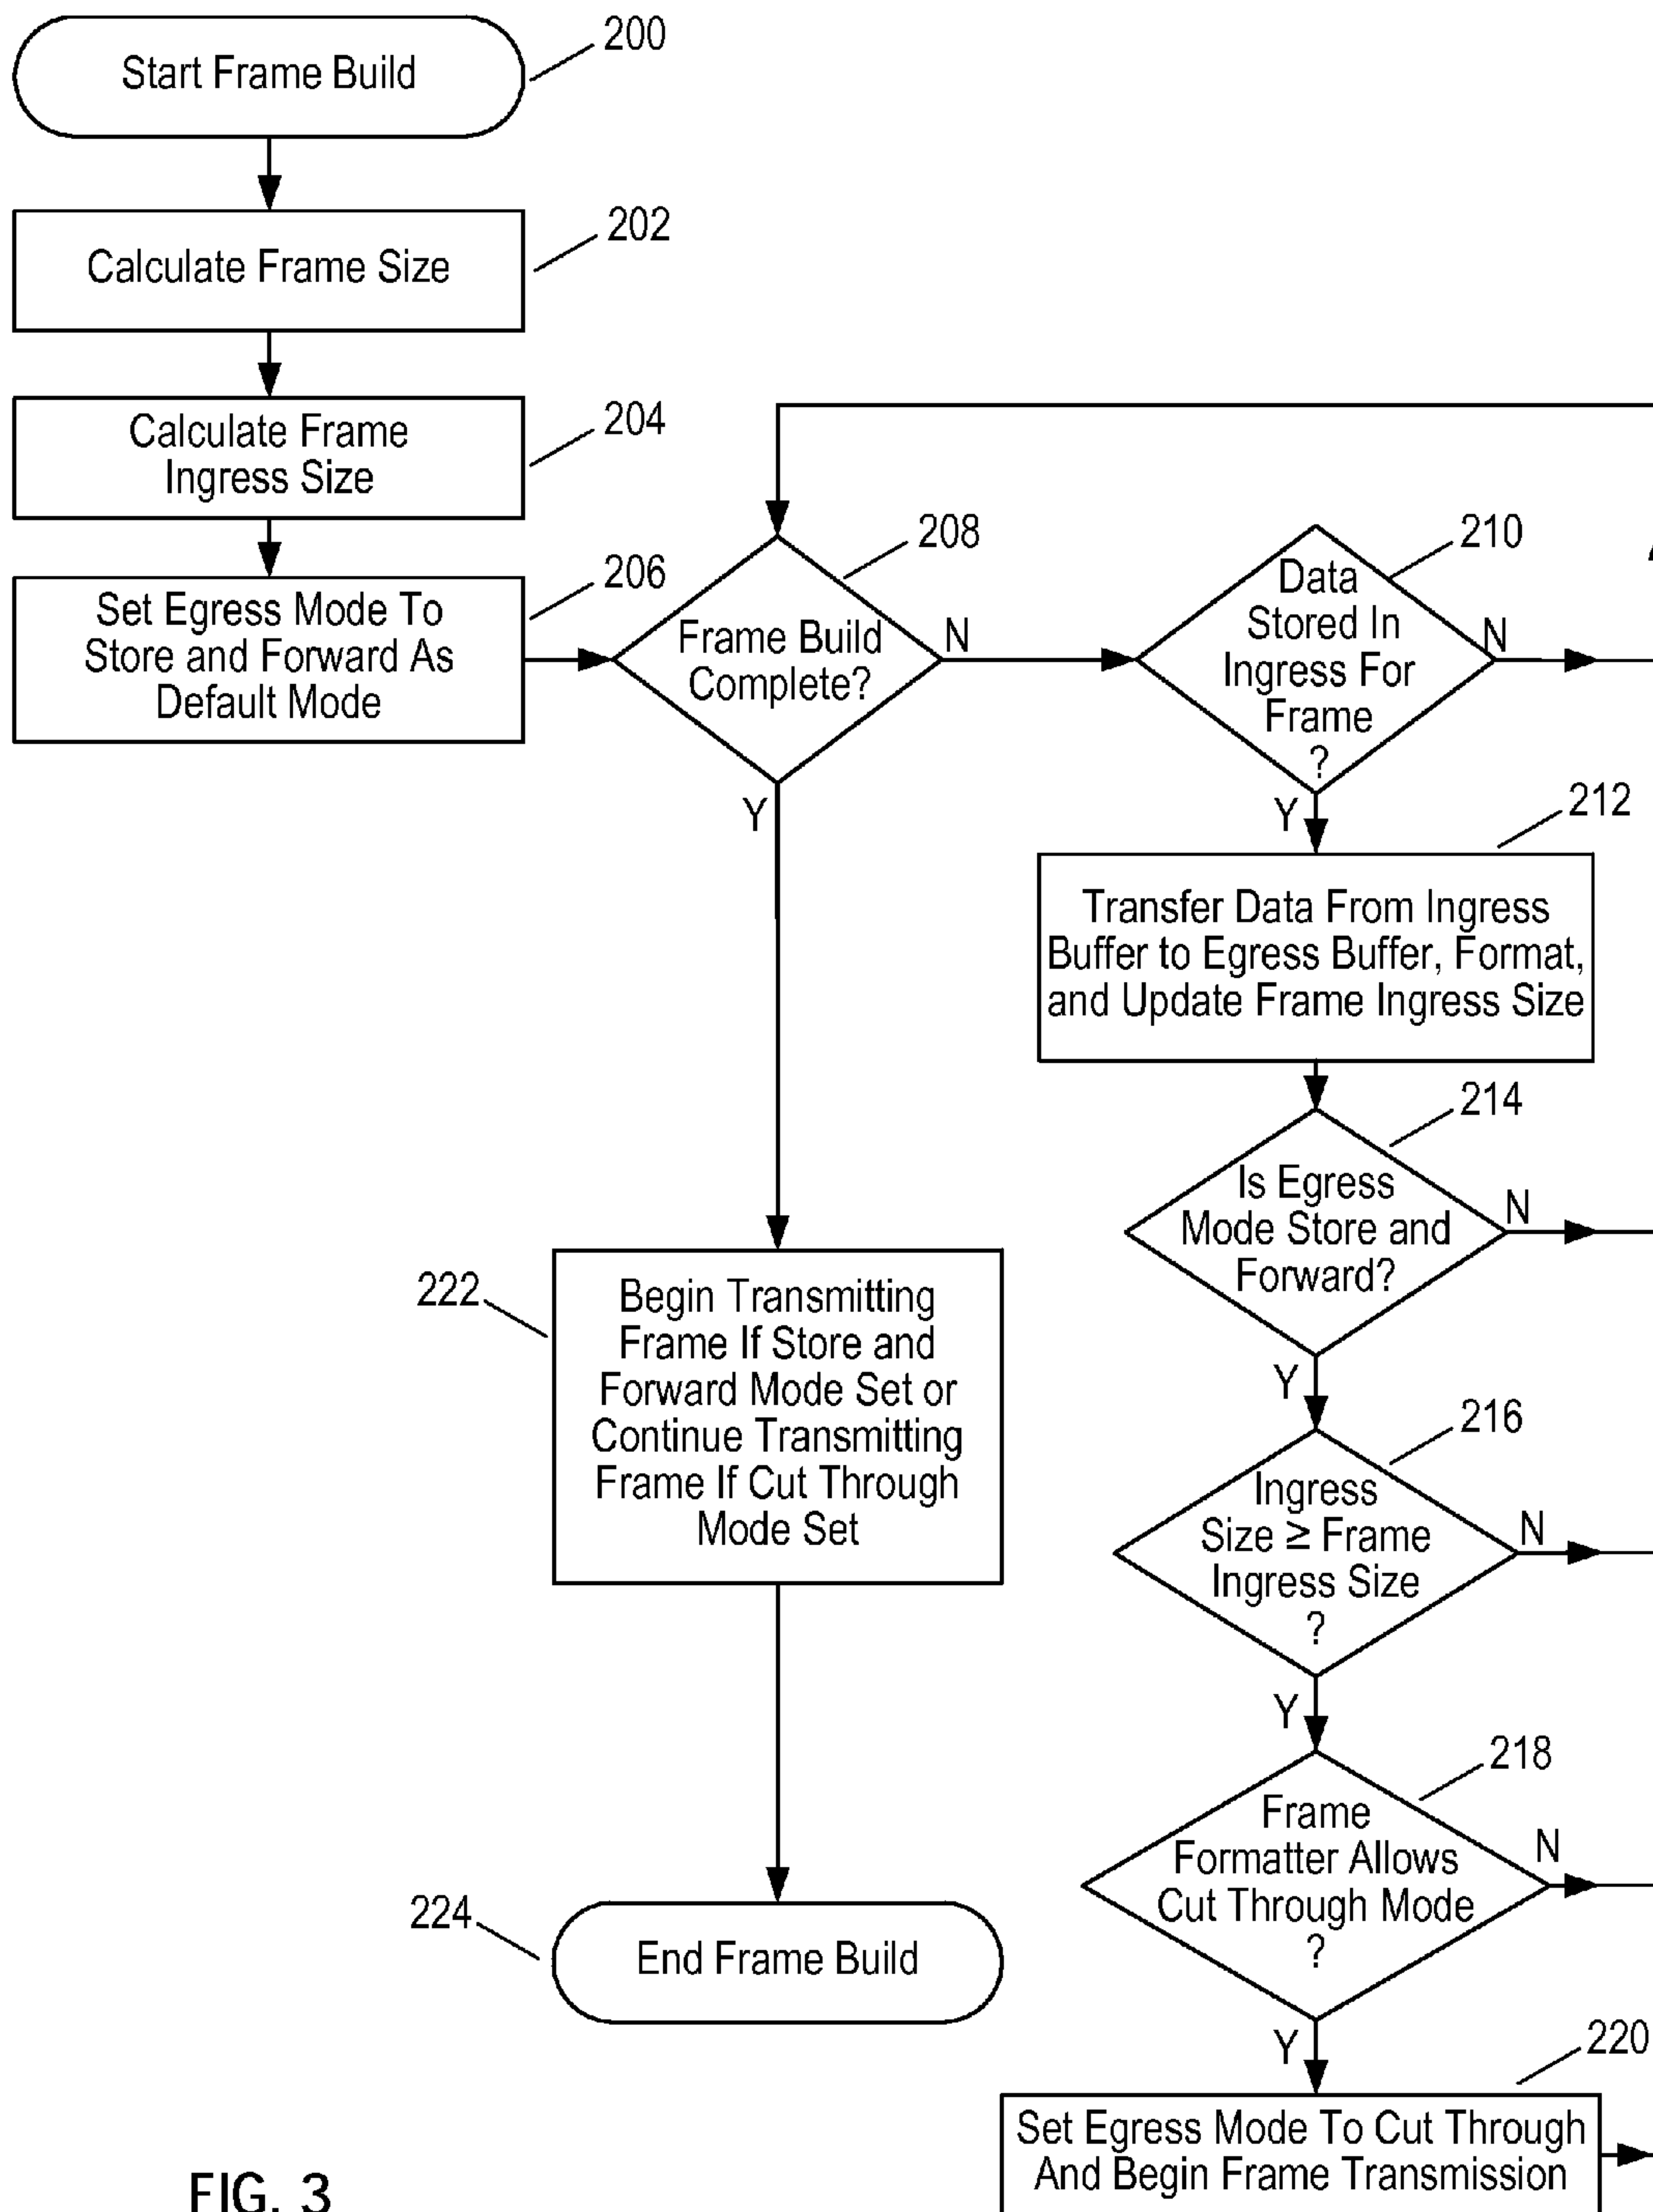 Start Frame Build
200
Calculate Frame Size
202
Calculate Frame
Ingress Size
204
Set Egress Mode To
Store and Forward As
Default Mode
206
Frame Build
Complete?
208
N
Y
Data
Stored In
Ingress For
Frame
?
210
N
Y
212
Transfer Data From Ingress
Buffer to Egress Buffer, Format,
and Update Frame Ingress Size
214
Is Egress
Mode Store and
Forward?
N
Y
216
Ingress
Size ≥ Frame
Ingress Size
?
N
Y
218
Frame
Formatter Allows
Cut Through Mode
?
N
Y
220
Set Egress Mode To Cut Through
And Begin Frame Transmission
222
Begin Transmitting
Frame If Store and
Forward Mode Set or
Continue Transmitting
Frame If Cut Through
Mode Set
224
End Frame Build
FIG. 3